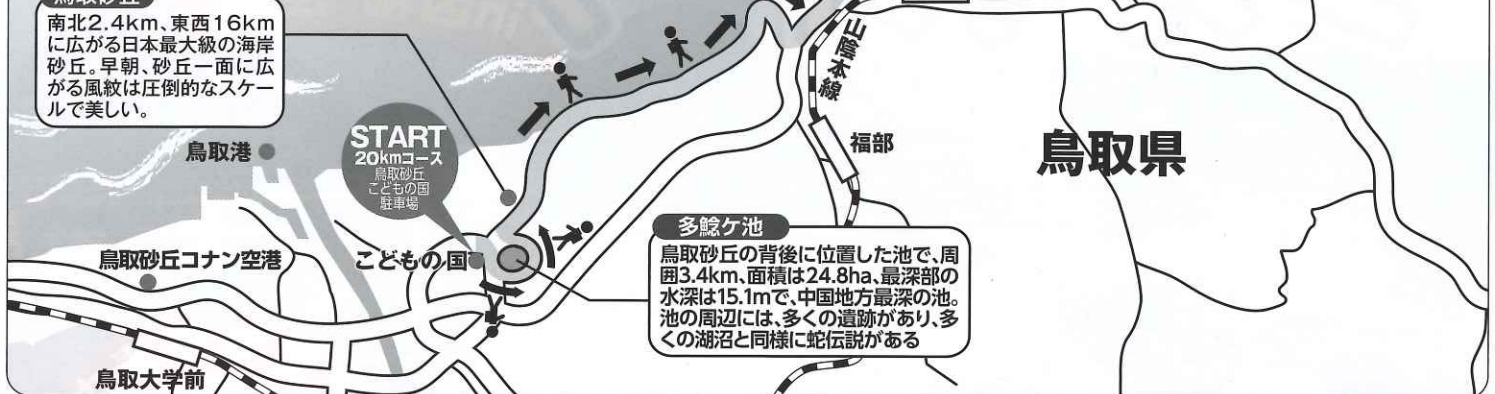 鳥取砂丘
南北2.4km、東西16km
に広がる日本最大級の海岸
砂丘。早朝、砂丘一面に広
がる風紋は圧倒的なスケー
ルで美しい。
山陰本線
福部
鳥取県
鳥取港
START
20kmコース
鳥取砂丘
こどもの国
駐車場
多鯰ケ池
鳥取砂丘の背後に位置した池で、周
囲3.4km、面積は24.8ha、最深部の
水深は15.1mで、中国地方最深の池。
池の周辺には、多くの遺跡があり、多
くの湖沼と同様に蛇伝説がある
鳥取砂丘コナン空港
こどもの国
鳥取大学前